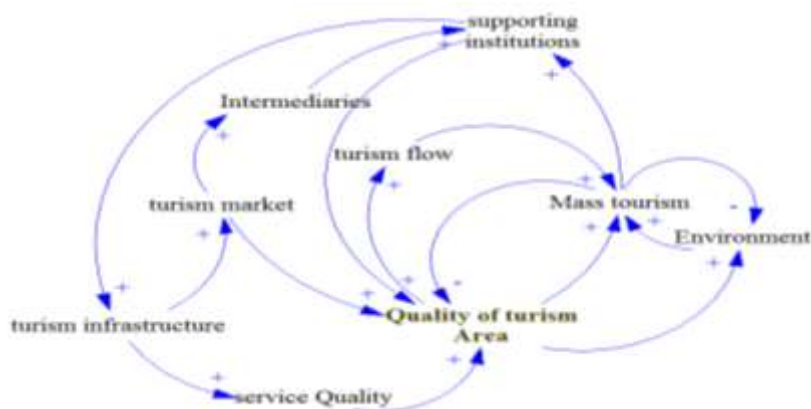 supporting
institutions
Intermediaries
turism flow
turism market
Mass tourism
Environment
turism infrastructure
Quality of turism
Area
service Quality